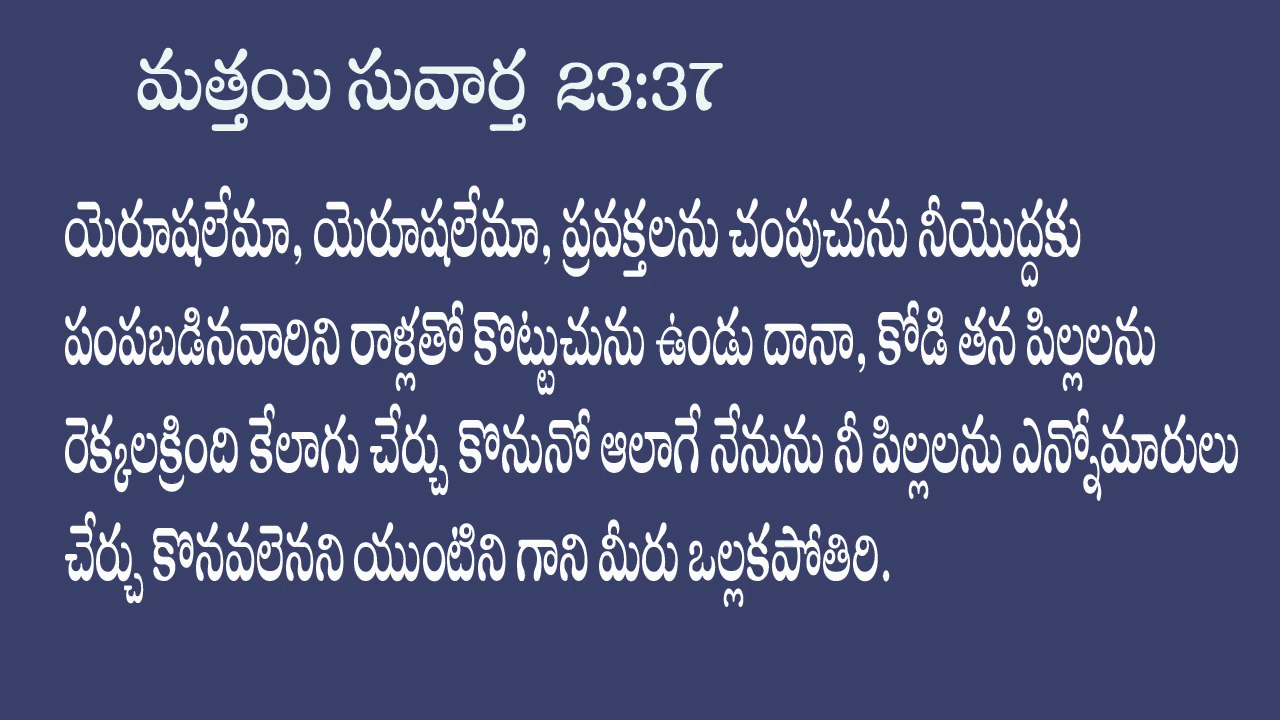 మత్తయి సువార్త 23:37
యెరూషలేమా, యెరూషలేమా, ప్రవక్తలను చంపుచును నీయొద్దకు
పంపబడినవారిని రాళ్లతో కొట్టుచును ఉండు దానా, కోడి తన పిల్లలను
రెక్కలక్రింది కేలాగు చేర్చు కొనునో ఆలాగే నేనును నీ పిల్లలను ఎన్నోమారులు
చేర్చు కొనవలెనని యుంటిని గాని మీరు ఒల్లకపోతిరి.